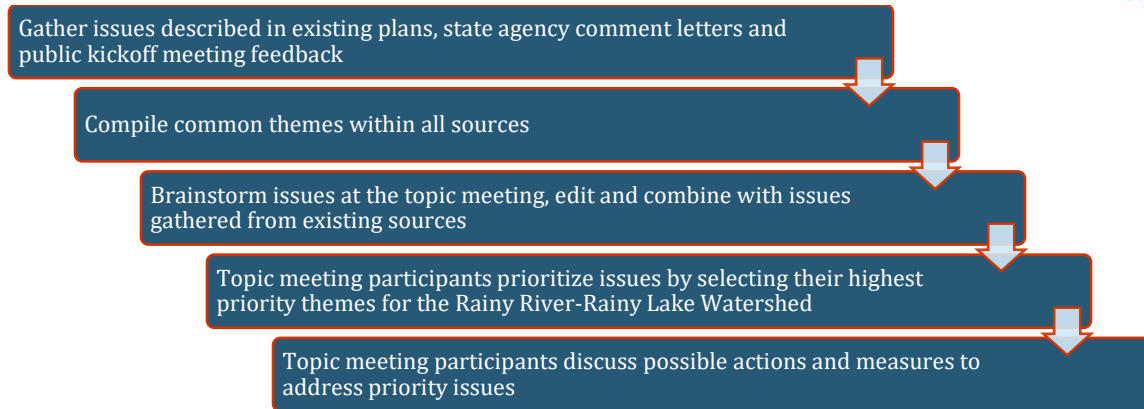 Gather issues described in existing plans, state agency comment letters and
public kickoff meeting feedback
Compile common themes within all sources
Brainstorm issues at the topic meeting, edit and combine with issues
gathered from existing sources
Topic meeting participants prioritize issues by selecting their highest
priority themes for the Rainy River-Rainy Lake Watershed
Topic meeting participants discuss possible actions and measures to
address priority issues